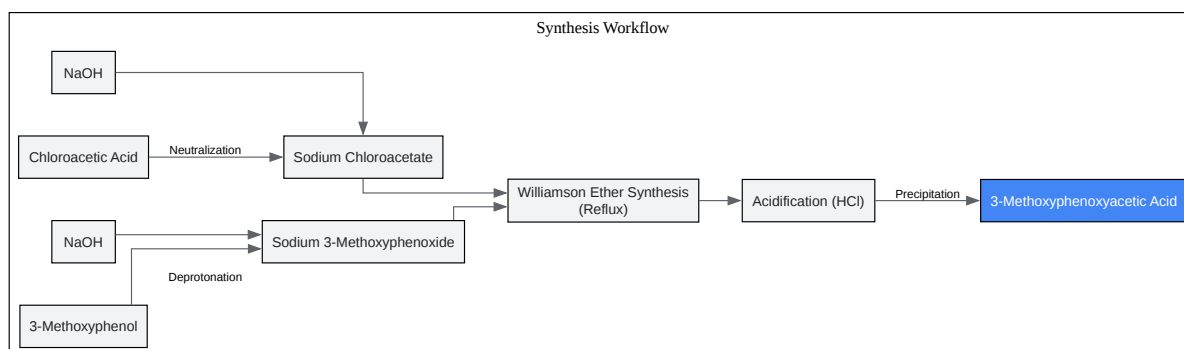 Synthesis Workflow
NaOH
Chloroacetic Acid
Neutralization
Sodium Chloroacetate
NaOH
Sodium 3-Methoxyphenoxide
Deprotonation
3-Methoxyphenol
Williamson Ether Synthesis
(Reflux)
Acidification (HCl)
Precipitation
3-Methoxyphenoxyacetic Acid